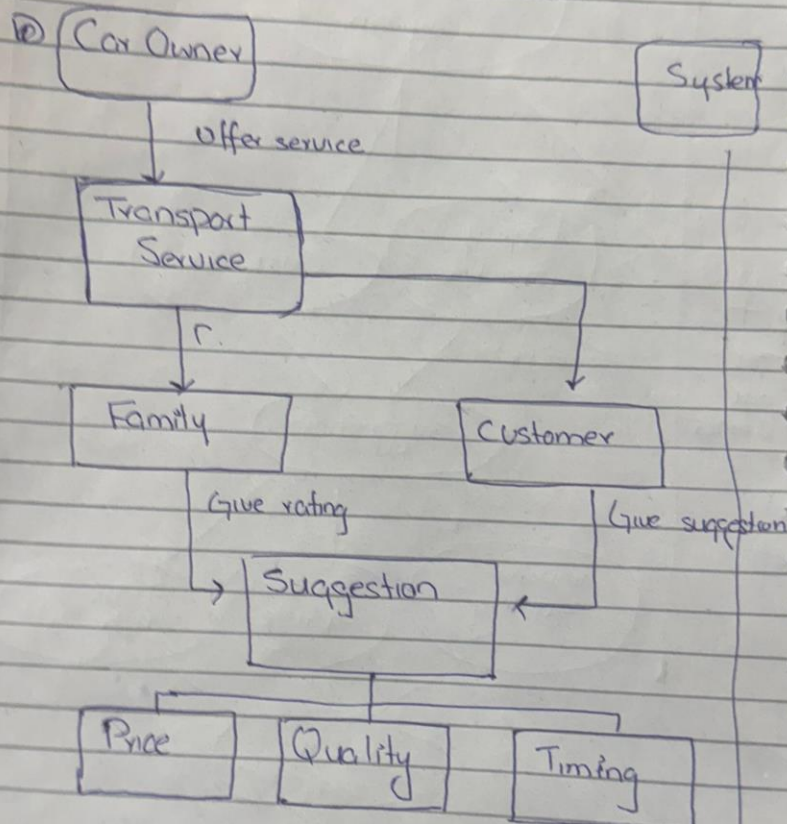 D Car Owner
System
Offer service
Transport
Service
r.
Family
Customer
Give rating
Give suggestion
Suggestion
Price
Quality
Timing